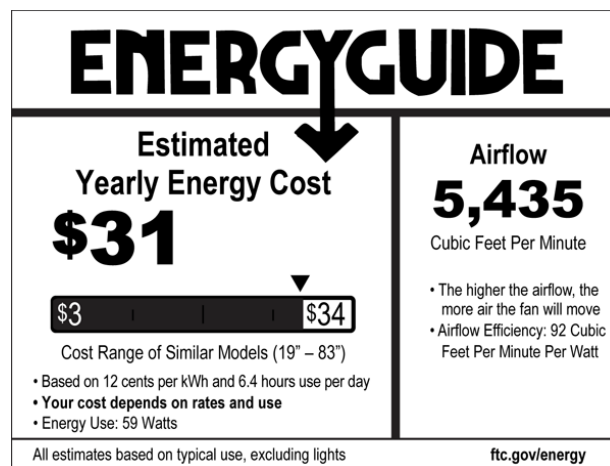 ENERGYGUIDE
Estimated
Yearly Energy Cost
$31
$3
$34
Cost Range of Similar Models (19” – 83”)
• Based on 12 cents per kWh and 6.4 hours use per day
• Your cost depends on rates and use
• Energy Use: 59 Watts
Airflow
5,435
Cubic Feet Per Minute
• The higher the airflow, the
more air the fan will move
• Airflow Efficiency: 92 Cubic
Feet Per Minute Per Watt
All estimates based on typical use, excluding lights
ftc.gov/energy